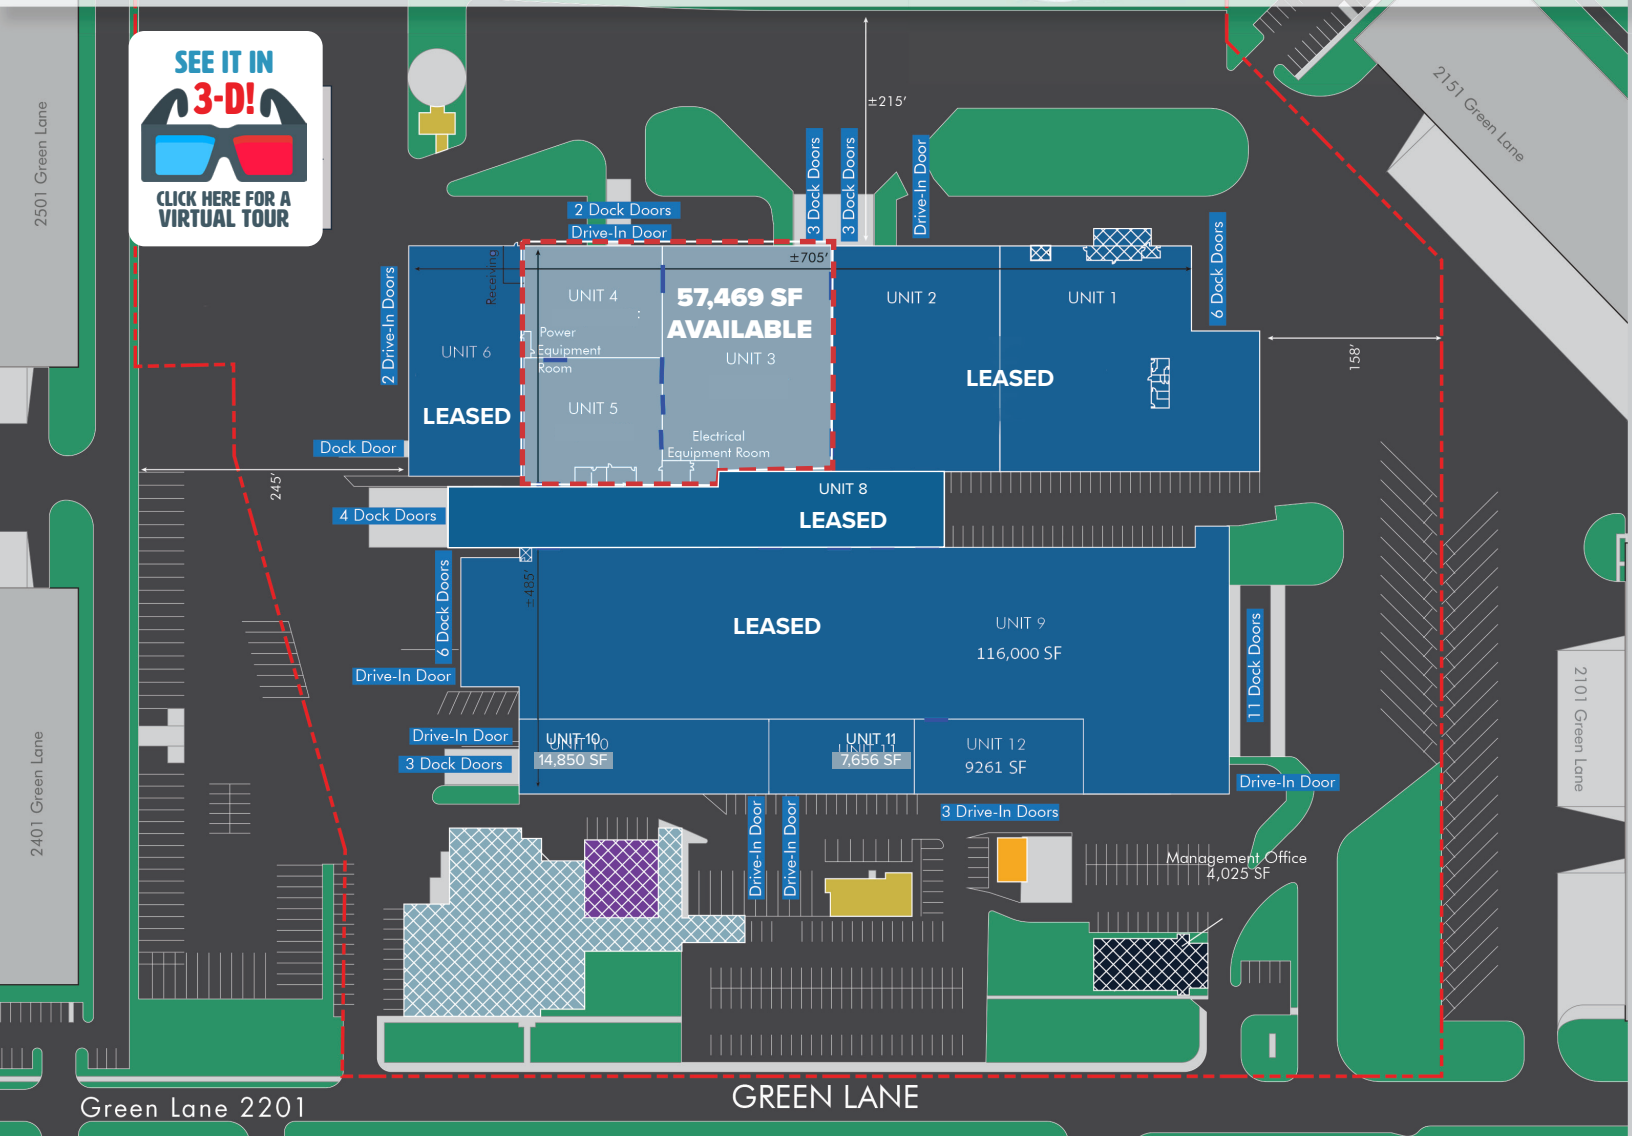 SEE IT IN
3-D!
CLICK HERE FOR A
VIRTUAL TOUR
2501 Green Lane
2401 Green Lane
2151 Green Lane
2101 Green Lane
±215'
3 Dock Doors
3 Dock Doors
Drive-In Door
2 Dock Doors
Drive-In Door
6 Dock Doors
2 Drive-In Doors
Receiving
±705'
UNIT 4
57,469 SF
AVAILABLE
UNIT 3
UNIT 2
UNIT 1
Power
Equipment
Room
UNIT 6
LEASED
UNIT 5
LEASED
158'
Electrical
Equipment Room
Dock Door
245'
UNIT 8
LEASED
4 Dock Doors
±485'
6 Dock Doors
LEASED
UNIT 9
116,000 SF
11 Dock Doors
Drive-In Door
Drive-In Door
3 Dock Doors
UNIT 10
UNIT 10
14,850 SF
UNIT 11
UNIT 11
7,656 SF
UNIT 12
9261 SF
Drive-In Door
Drive-In Door
Drive-In Door
3 Drive-In Doors
Management Office
4,025 SF
GREEN LANE
Green Lane 2201